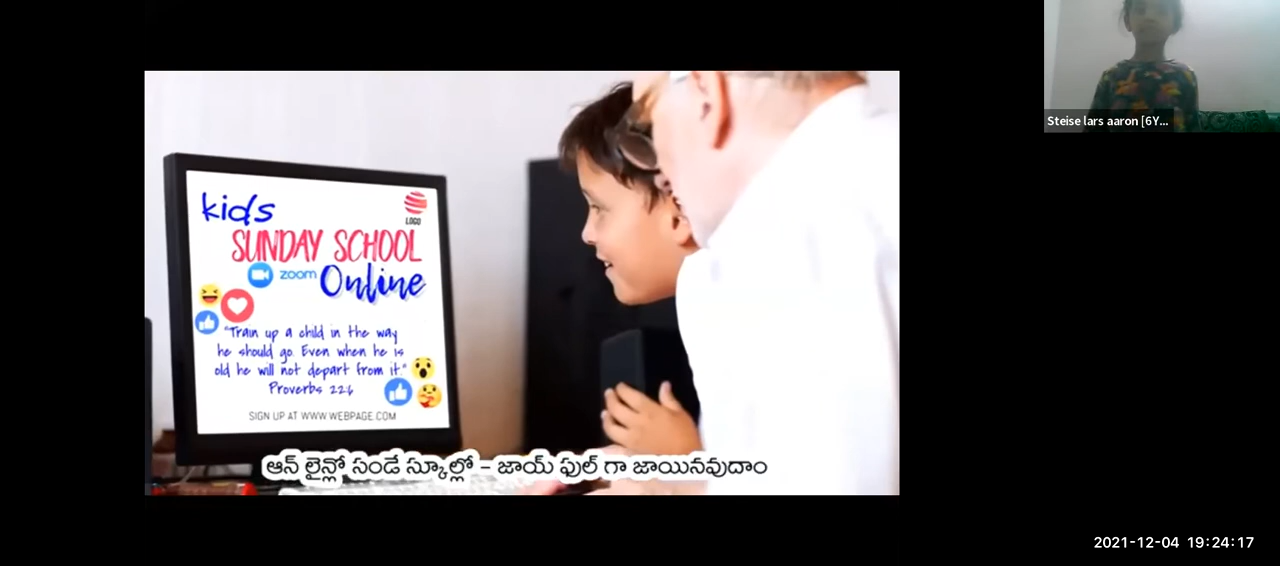 Steise lars aaron [6Y...
kids
LOGO
SUNDAY SCHOOL
zoom Online
"Train up a child in the way
he should go. Even when he is
old he will not depart from it."
Proverbs 22:6
SIGN UP AT WWW.WEBPAGE.COM
ఆన్ లైన్లో సండే స్కూల్లో – జాయ్ ఫుల్ గా జాయినవుదాం
2021-12-04 19:24:17